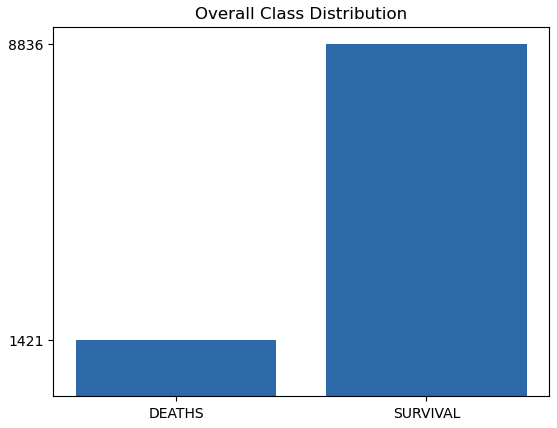 Overall Class Distribution
8836
1421
DEATHS
SURVIVAL